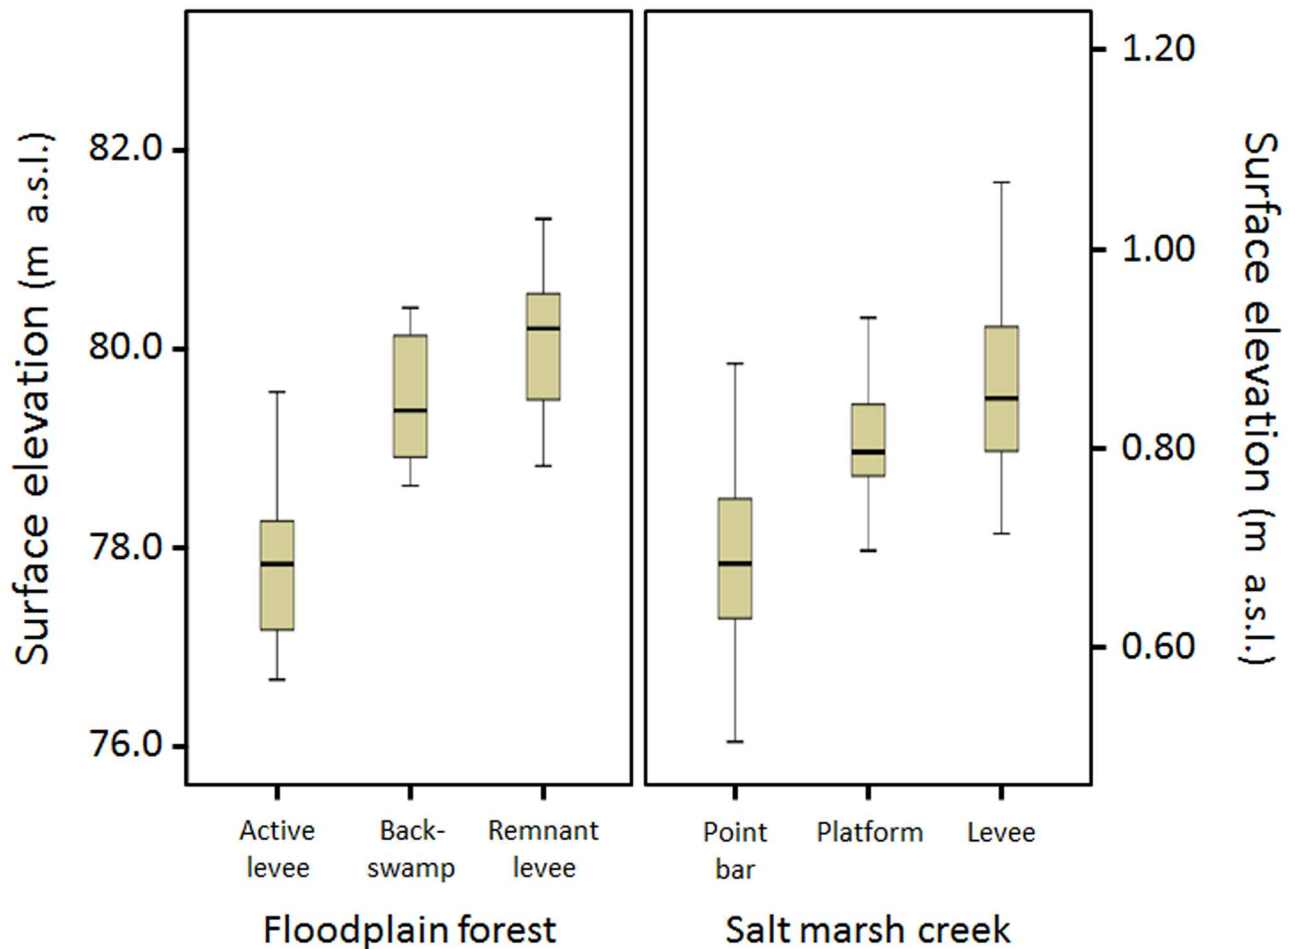 Surface elevation (m a.s.l.)
82.0
80.0
78.0
76.0
1.20
1.00
0.80
0.60
Surface elevation (m a.s.l.)
Active
levee
Back-
swamp
Remnant
levee
Point
bar
Platform
Levee
Floodplain forest
Salt marsh creek